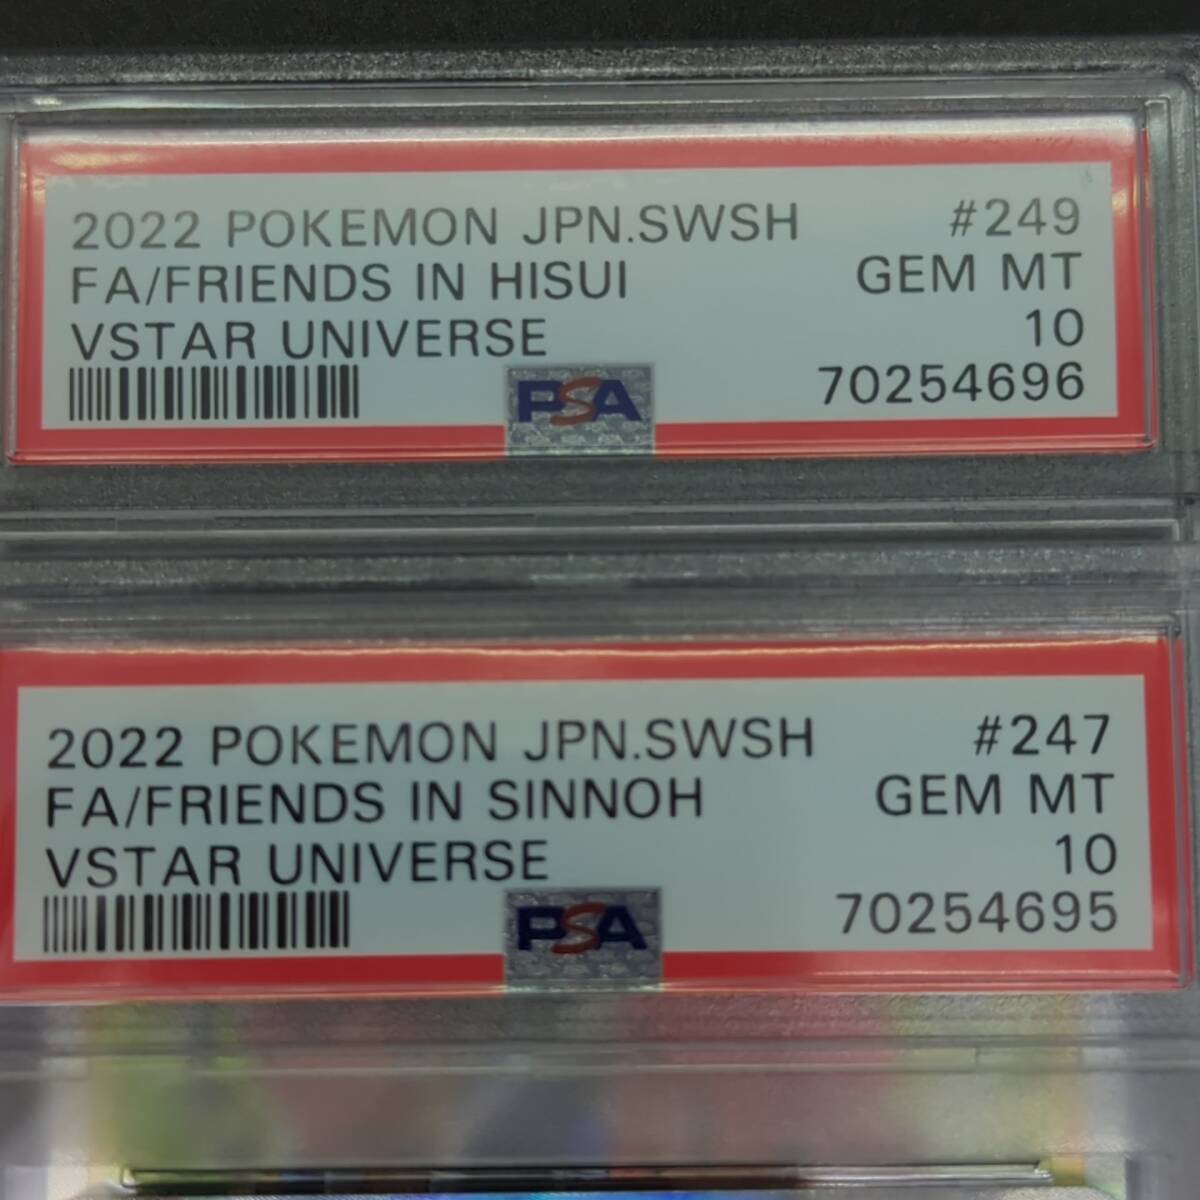 2022 POKEMON JPN.SWSH #249
FA/FRIENDS IN HISUI GEM MT
VSTAR UNIVERSE 10
PSA 70254696
2022 POKEMON JPN.SWSH #247
FA/FRIENDS IN SINNOH GEM MT
VSTAR UNIVERSE 10
PSA 70254695